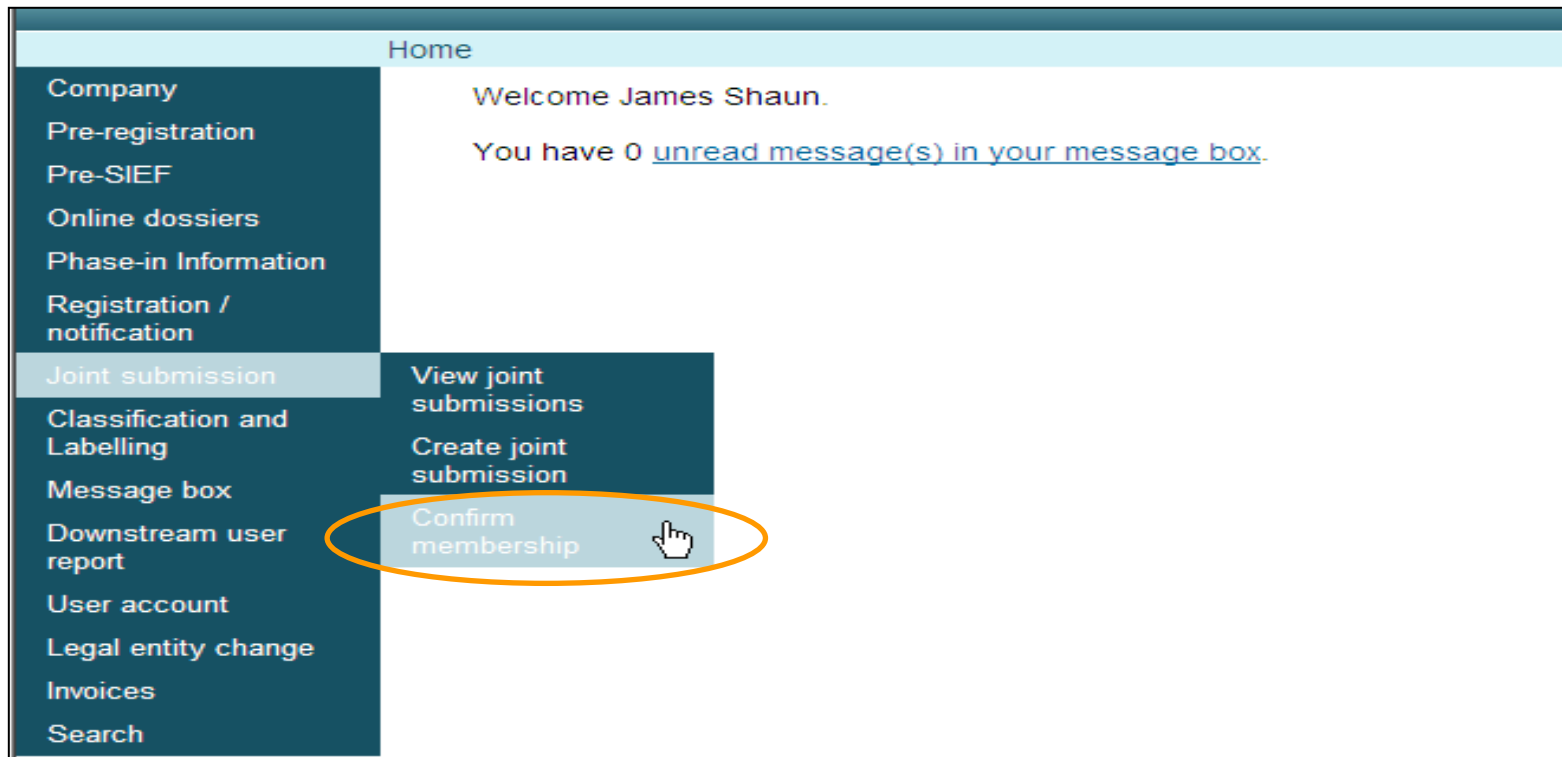 Home
Company
Pre-registration
Pre-SIEF
Online dossiers
Phase-in Information
Registration /
notification
Joint submission
Classification and
Labelling
Message box
Downstream user
report
User account
Legal entity change
Invoices
Search
View joint
submissions
Create joint
submission
Confirm
membership
Welcome James Shaun.
You have 0 unread message(s) in your message box.